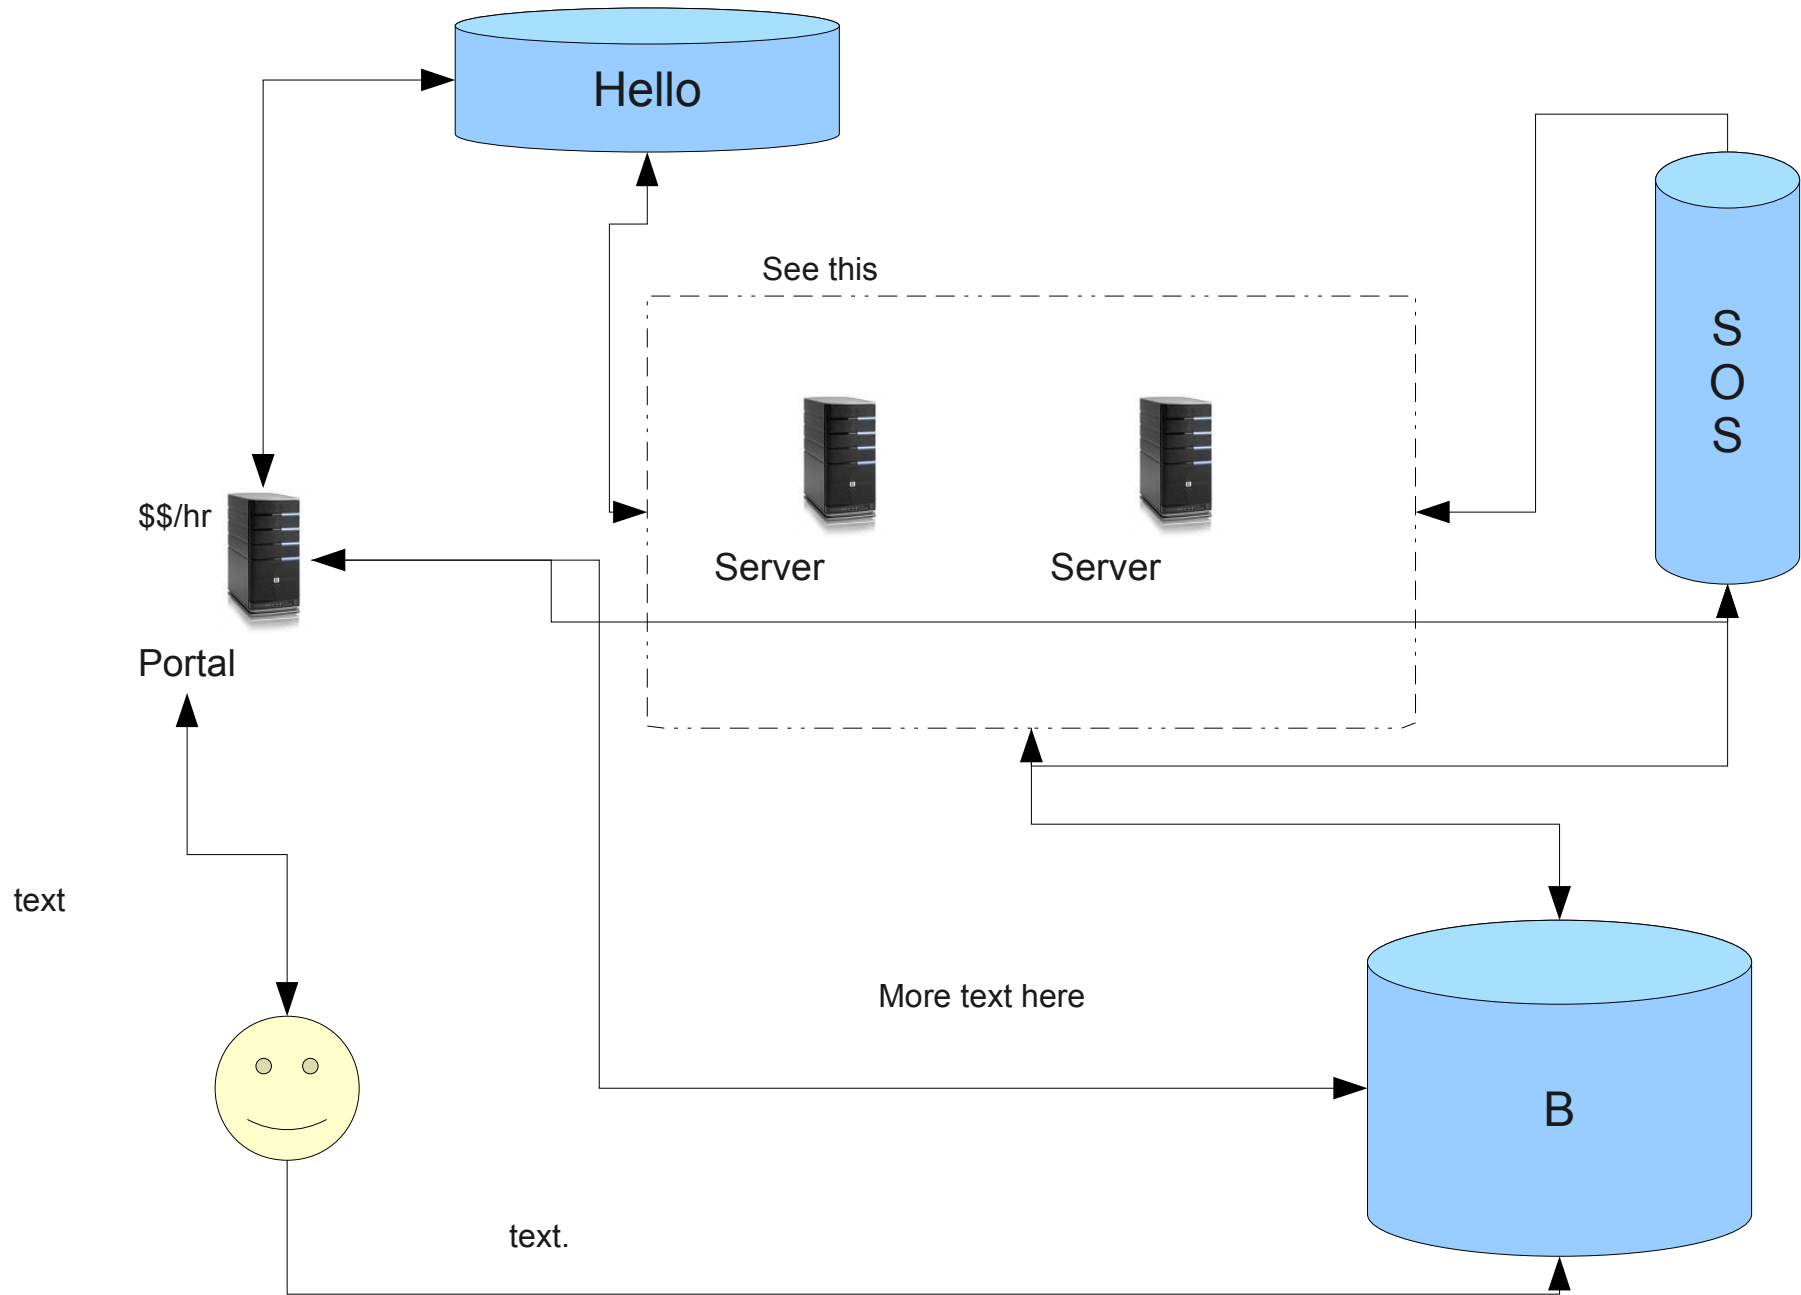 Hello
See this
S
O
S
$$/hr
Server
Server
Portal
text
More text here
B
text.